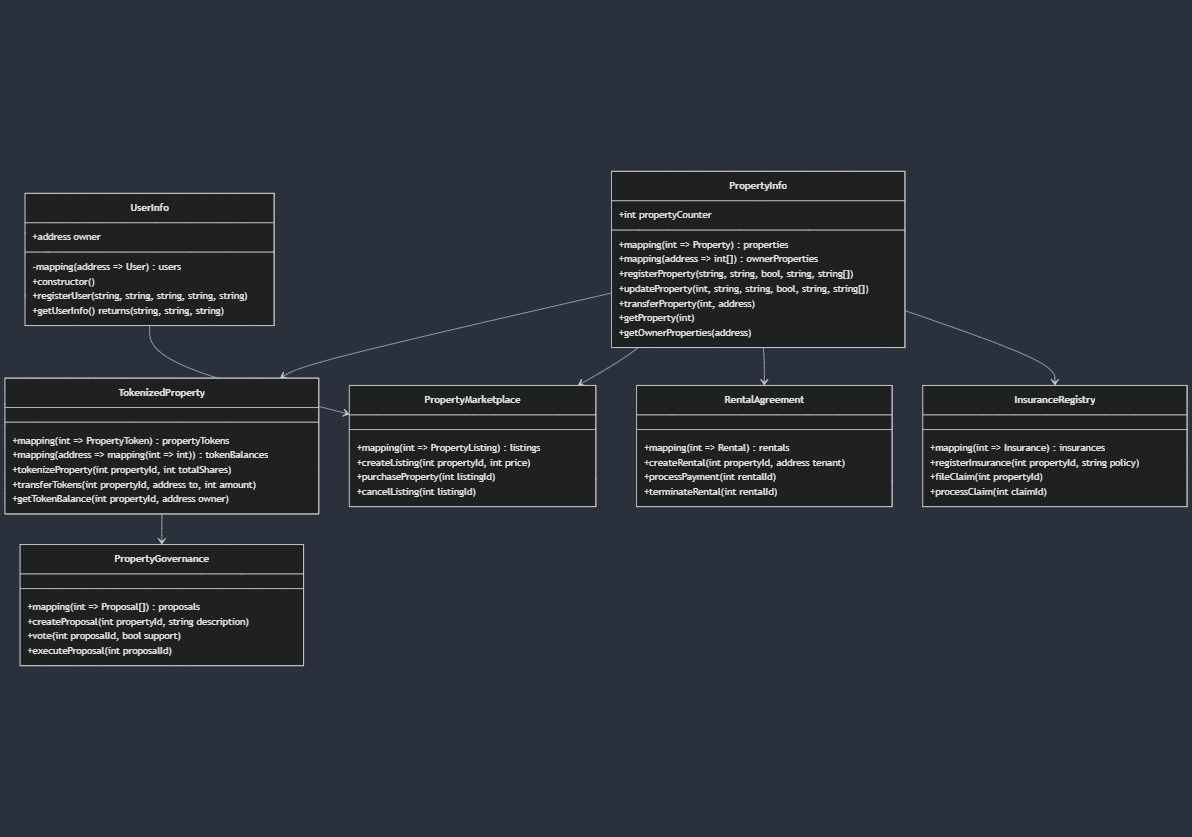 UserInfo
+address owner
-mapping(address => User) : users
+constructor()
+registerUser(string, string, string, string, string)
+getUserInfo() returns(string, string, string)
PropertyInfo
+int propertyCounter
+mapping(int => Property) : properties
+mapping(address => int[]) : ownerProperties
+registerProperty(string, string, bool, string, string[])
+updateProperty(int, string, string, bool, string, string[])
+transferProperty(int, address)
+getProperty(int)
+getOwnerProperties(address)
TokenizedProperty
+mapping(int => PropertyToken) : propertyTokens
+mapping(address => mapping(int => int)) : tokenBalances
+tokenizeProperty(int propertyId, int totalShares)
+transferTokens(int propertyId, address to, int amount)
+getTokenBalance(int propertyId, address owner)
PropertyMarketplace
+mapping(int => PropertyListing) : listings
+createListing(int propertyId, int price)
+purchaseProperty(int listingId)
+cancelListing(int listingId)
RentalAgreement
+mapping(int => Rental) : rentals
+createRental(int propertyId, address tenant)
+processPayment(int rentalId)
+terminateRental(int rentalId)
InsuranceRegistry
+mapping(int => Insurance) : insurances
+registerInsurance(int propertyId, string policy)
+fileClaim(int propertyId)
+processClaim(int claimId)
PropertyGovernance
+mapping(int => Proposal[]) : proposals
+createProposal(int propertyId, string description)
+vote(int proposalId, bool support)
+executeProposal(int proposalId)